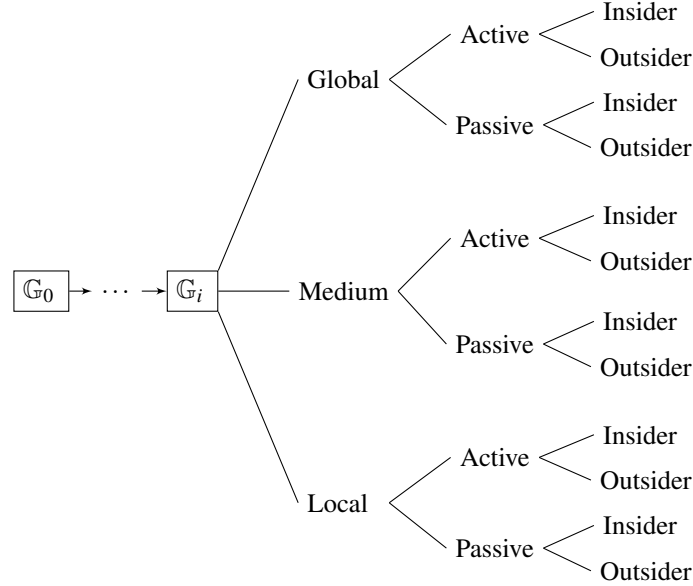 Insider
Active
Outsider
Global
Insider
Passive
Outsider
Insider
Active
Outsider
𝔾₀ ··· 𝔾ᵢ Medium
Insider
Passive
Outsider
Insider
Active
Outsider
Local
Insider
Passive
Outsider